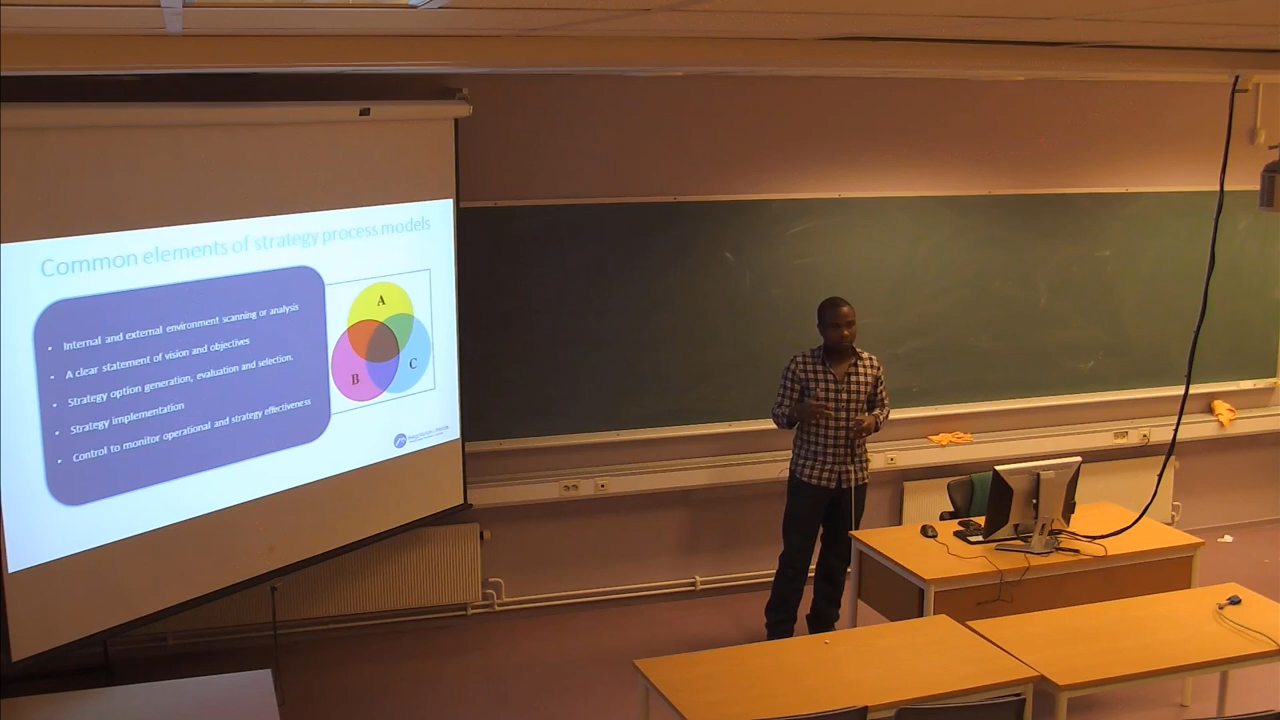 Common elements of strategy process models
• Internal and external environment scanning or analysis
• A clear statement of vision and objectives
• Strategy option generation, evaluation and selection.
• Strategy implementation
• Control to monitor operational and strategy effectiveness
A
B
C